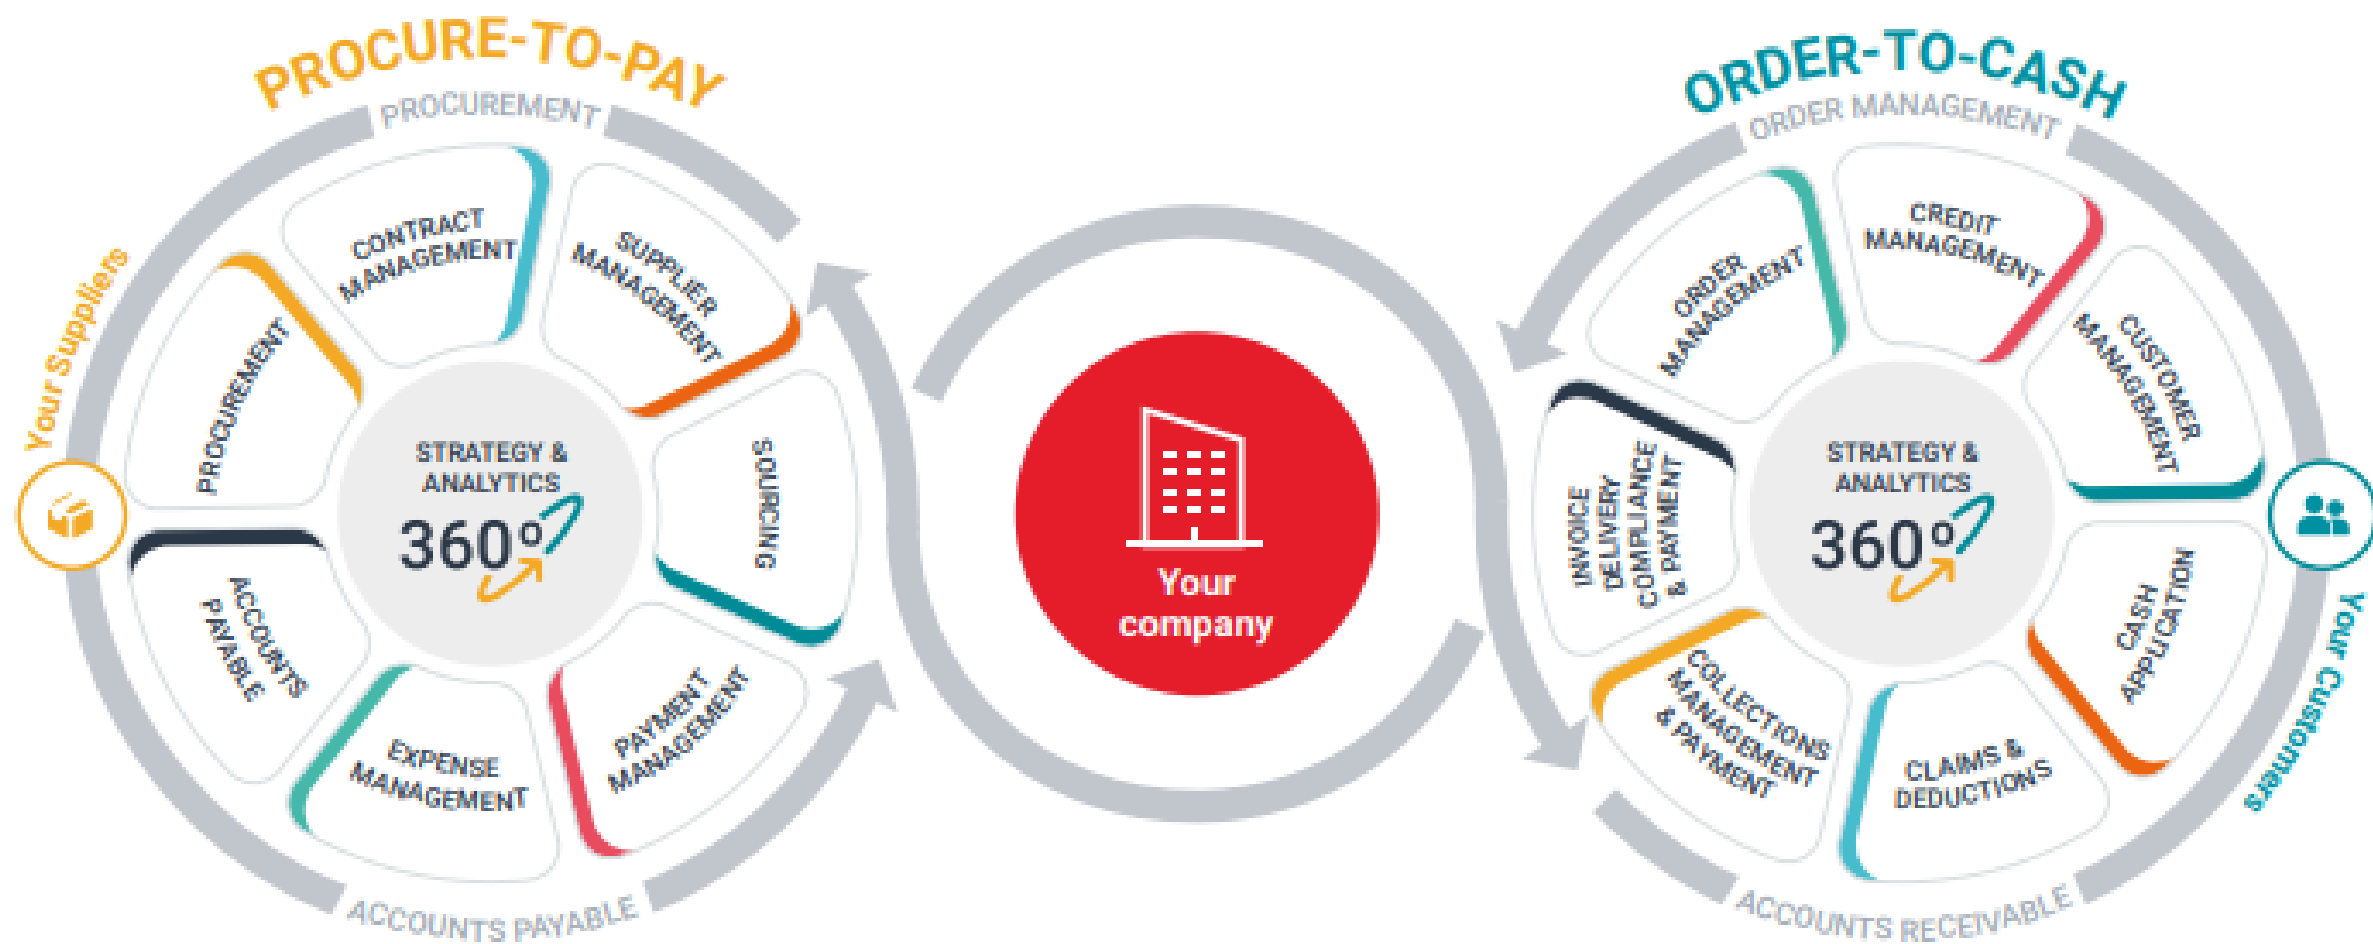 PROCURE-TO-PAY
PROCUREMENT
Your Suppliers
CONTRACT
MANAGEMENT
SUPPLIER
MANAGEMENT
PROCUREMENT
SOURCING
STRATEGY &
ANALYTICS
360°
ACCOUNTS
PAYABLE
EXPENSE
MANAGEMENT
PAYMENT
MANAGEMENT
ACCOUNTS PAYABLE
Your
company
ORDER-TO-CASH
ORDER MANAGEMENT
ORDER
MANAGEMENT
CREDIT
MANAGEMENT
CUSTOMER
MANAGEMENT
INVOICE
DELIVERY
COMPLIANCE
& PAYMENT
STRATEGY &
ANALYTICS
360°
CASH
APPLICATION
COLLECTIONS
MANAGEMENT
& PAYMENT
CLAIMS &
DEDUCTIONS
Your Customers
ACCOUNTS RECEIVABLE